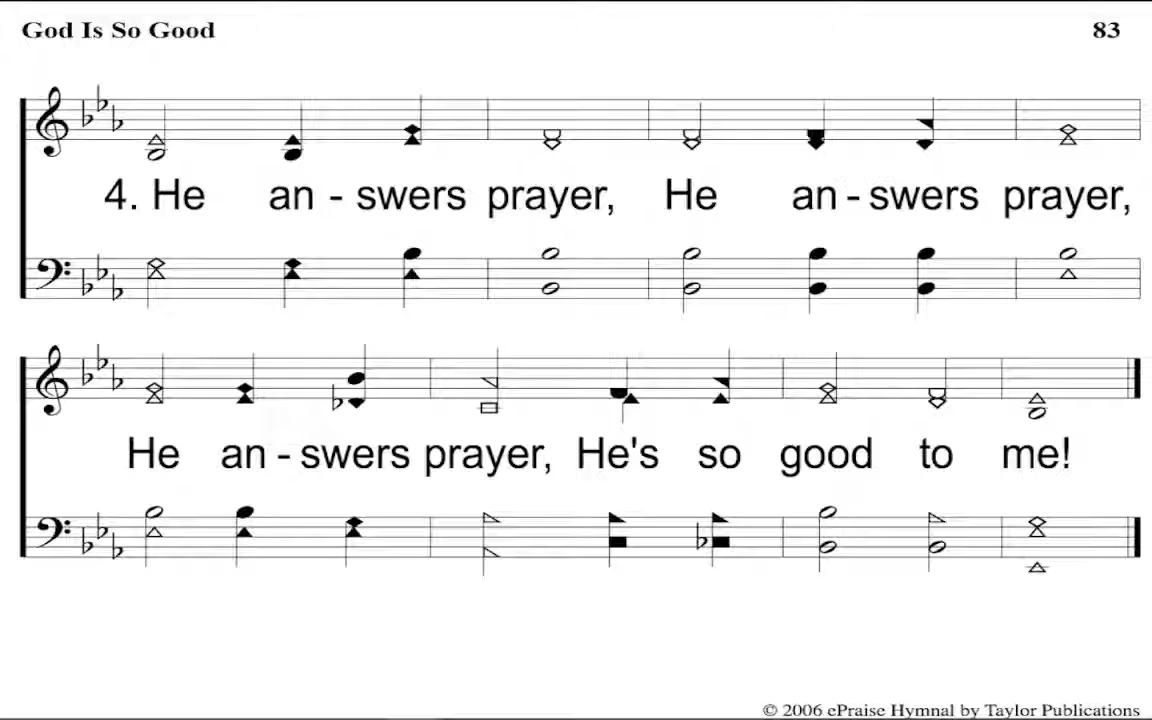 God Is So Good 83
4. He an - swers prayer, He an - swers prayer,
He an - swers prayer, He's so good to me!
© 2006 ePraise Hymnal by Taylor Publications